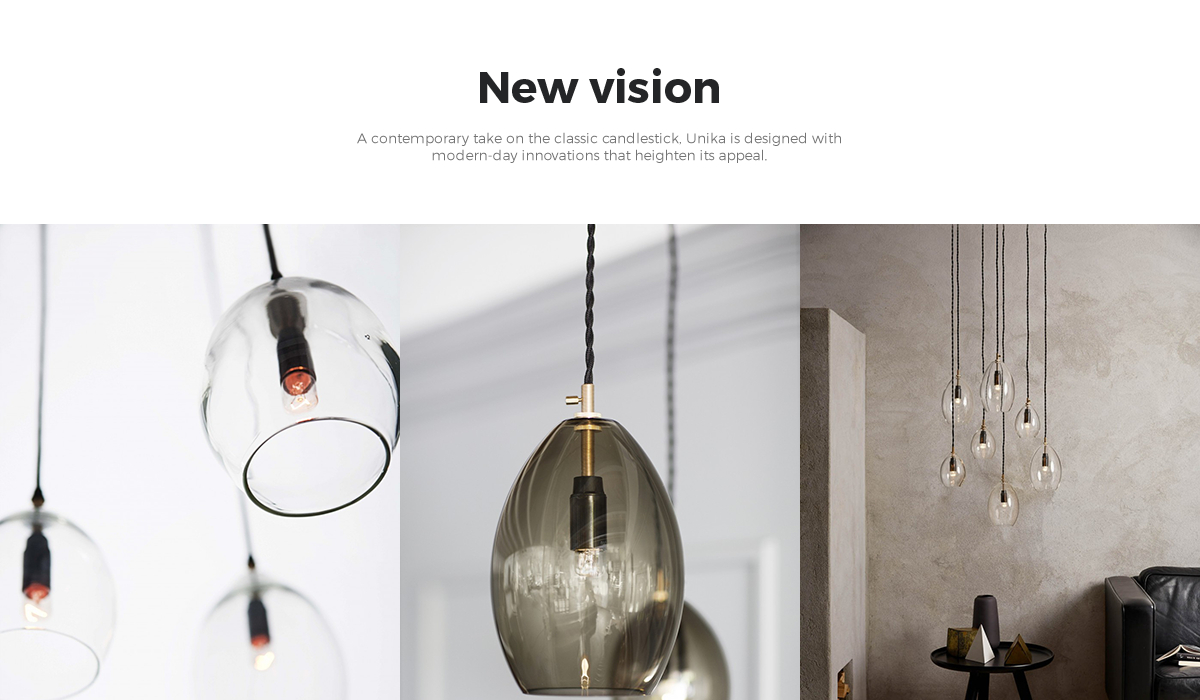 New vision
A contemporary take on the classic candlestick, Unika is designed with
modern-day innovations that heighten its appeal.